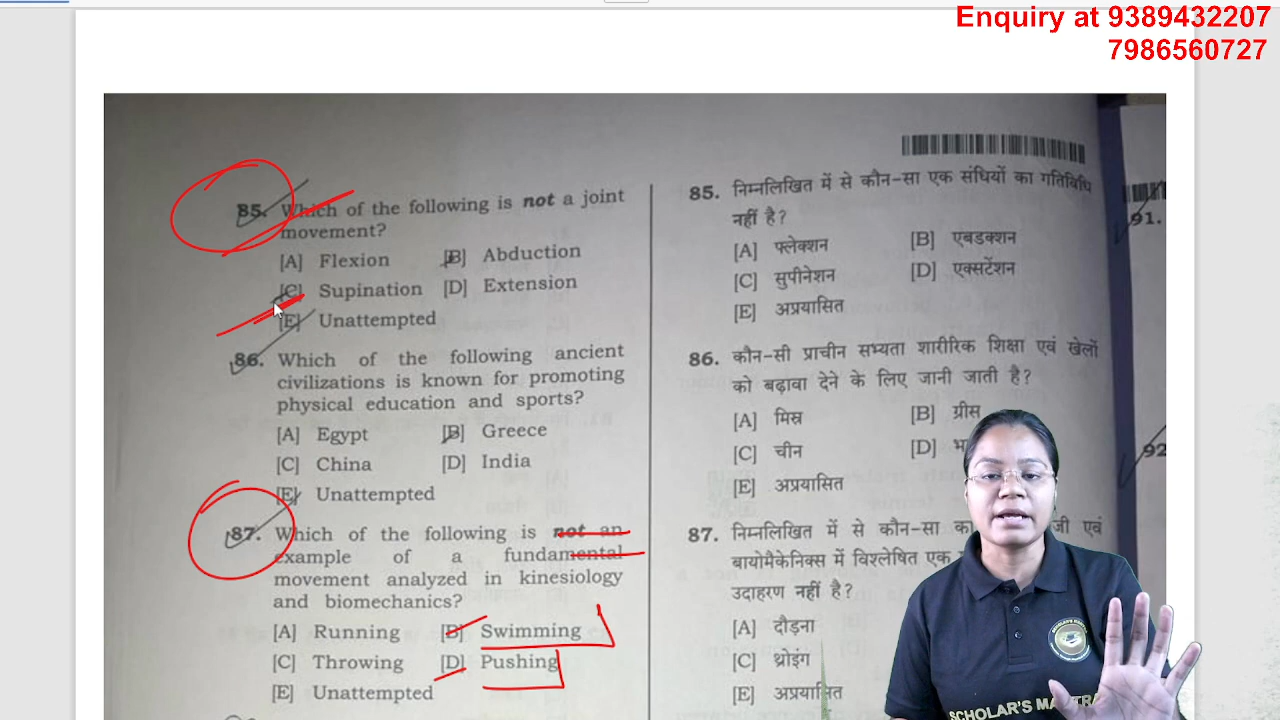 Enquiry at 9389432207
7986560727
85. Which of the following is not a joint
movement?
[A] Flexion [B] Abduction
[C] Supination [D] Extension
[E] Unattempted
86. Which of the following ancient
civilizations is known for promoting
physical education and sports?
[A] Egypt [B] Greece
[C] China [D] India
[E] Unattempted
87. Which of the following is not an
example of a fundamental
movement analyzed in kinesiology
and biomechanics?
[A] Running [B] Swimming
[C] Throwing [D] Pushing
[E] Unattempted
85. निम्नलिखित में से कौन-सा एक संधियों का गतिविधि
नहीं है?
[A] फ्लेक्शन [B] एबडक्शन
[C] सुपीनेशन [D] एक्सटेंशन
[E] अप्रयासित
86. कौन-सी प्राचीन सभ्यता शारीरिक शिक्षा एवं खेलों
को बढ़ावा देने के लिए जानी जाती है?
[A] मिस्र [B] ग्रीस
[C] चीन [D]
[E] अप्रयासित
87. निम्नलिखित में से कौन-सा एवं
बायोमैकेनिक्स में विश्लेषित एक
उदाहरण नहीं है?
[A] दौड़ना
[C] थ्रोइंग
[E] अप्रयासित
91.
92
SCHOLAR'S